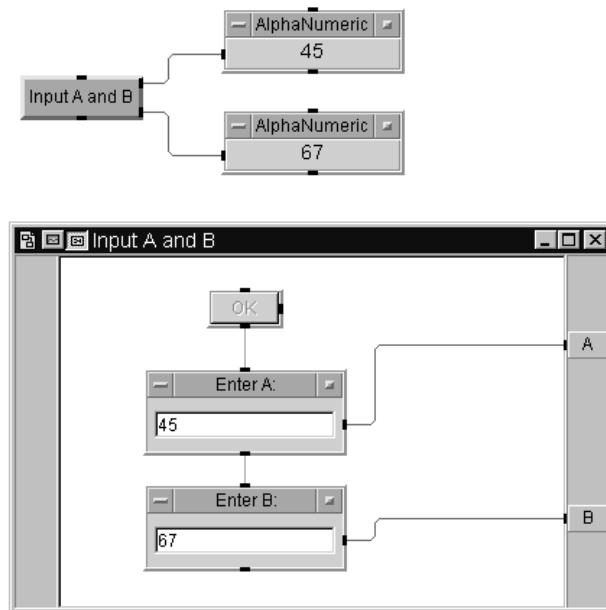 AlphaNumeric
45
Input A and B
AlphaNumeric
67
Input A and B
OK
A
Enter A:
45
Enter B:
B
67